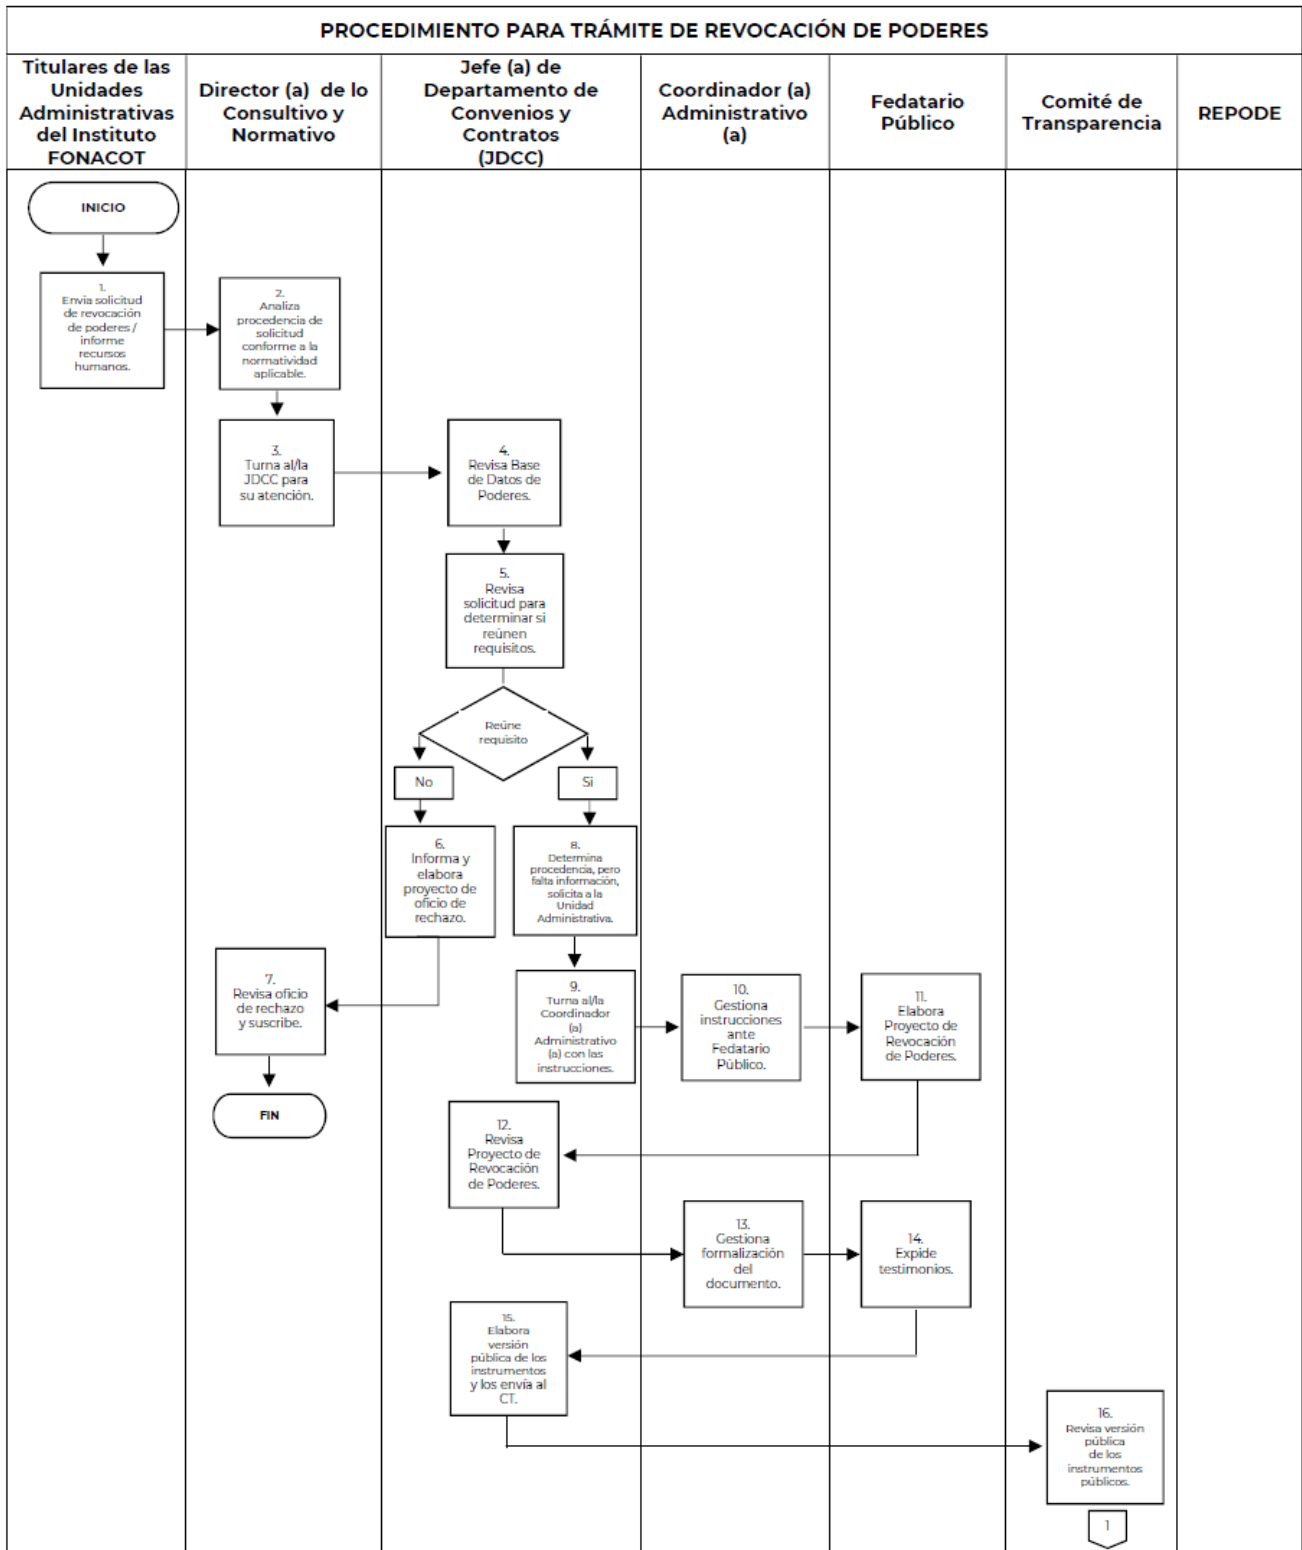 PROCEDIMIENTO PARA TRÁMITE DE REVOCACIÓN DE PODERES
Titulares de las
Unidades
Administrativas
del Instituto
FONACOT
Director (a) de lo
Consultivo y
Normativo
Jefe (a) de
Departamento de
Convenios y
Contratos
(JDCC)
Coordinador (a)
Administrativo
(a)
Fedatario
Público
Comité de
Transparencia
REPODE
INICIO
1.
Envia solicitud
de revocación
de poderes /
informe
recursos
humanos.
2.
Analiza
procedencia de
solicitud
conforme a la
normatividad
aplicable.
3.
Turna al/la
JDCC para
su atención.
4.
Revisa Base
de Datos de
Poderes.
5.
Revisa
solicitud para
determinar si
reúnen
requisitos.
Reúne
requisito
No
Si
6.
Informa y
elabora
proyecto de
oficio de
rechazo.
8.
Determina
procedencia, pero
falta información,
solicita a la
Unidad
Administrativa.
7.
Revisa oficio
de rechazo
y suscribe.
9.
Turna al/la
Coordinador
(a)
Administrativo
(a) con las
instrucciones.
10.
Gestiona
instrucciones
ante
Fedatario
Público.
11.
Elabora
Proyecto de
Revocación
de Poderes.
FIN
12.
Revisa
Proyecto de
Revocación
de Poderes.
13.
Gestiona
formalización
del
documento.
14.
Expide
testimonios.
15.
Elabora
versión
pública de los
instrumentos
y los envía al
CT.
16.
Revisa versión
pública
de los
instrumentos
públicos.
1